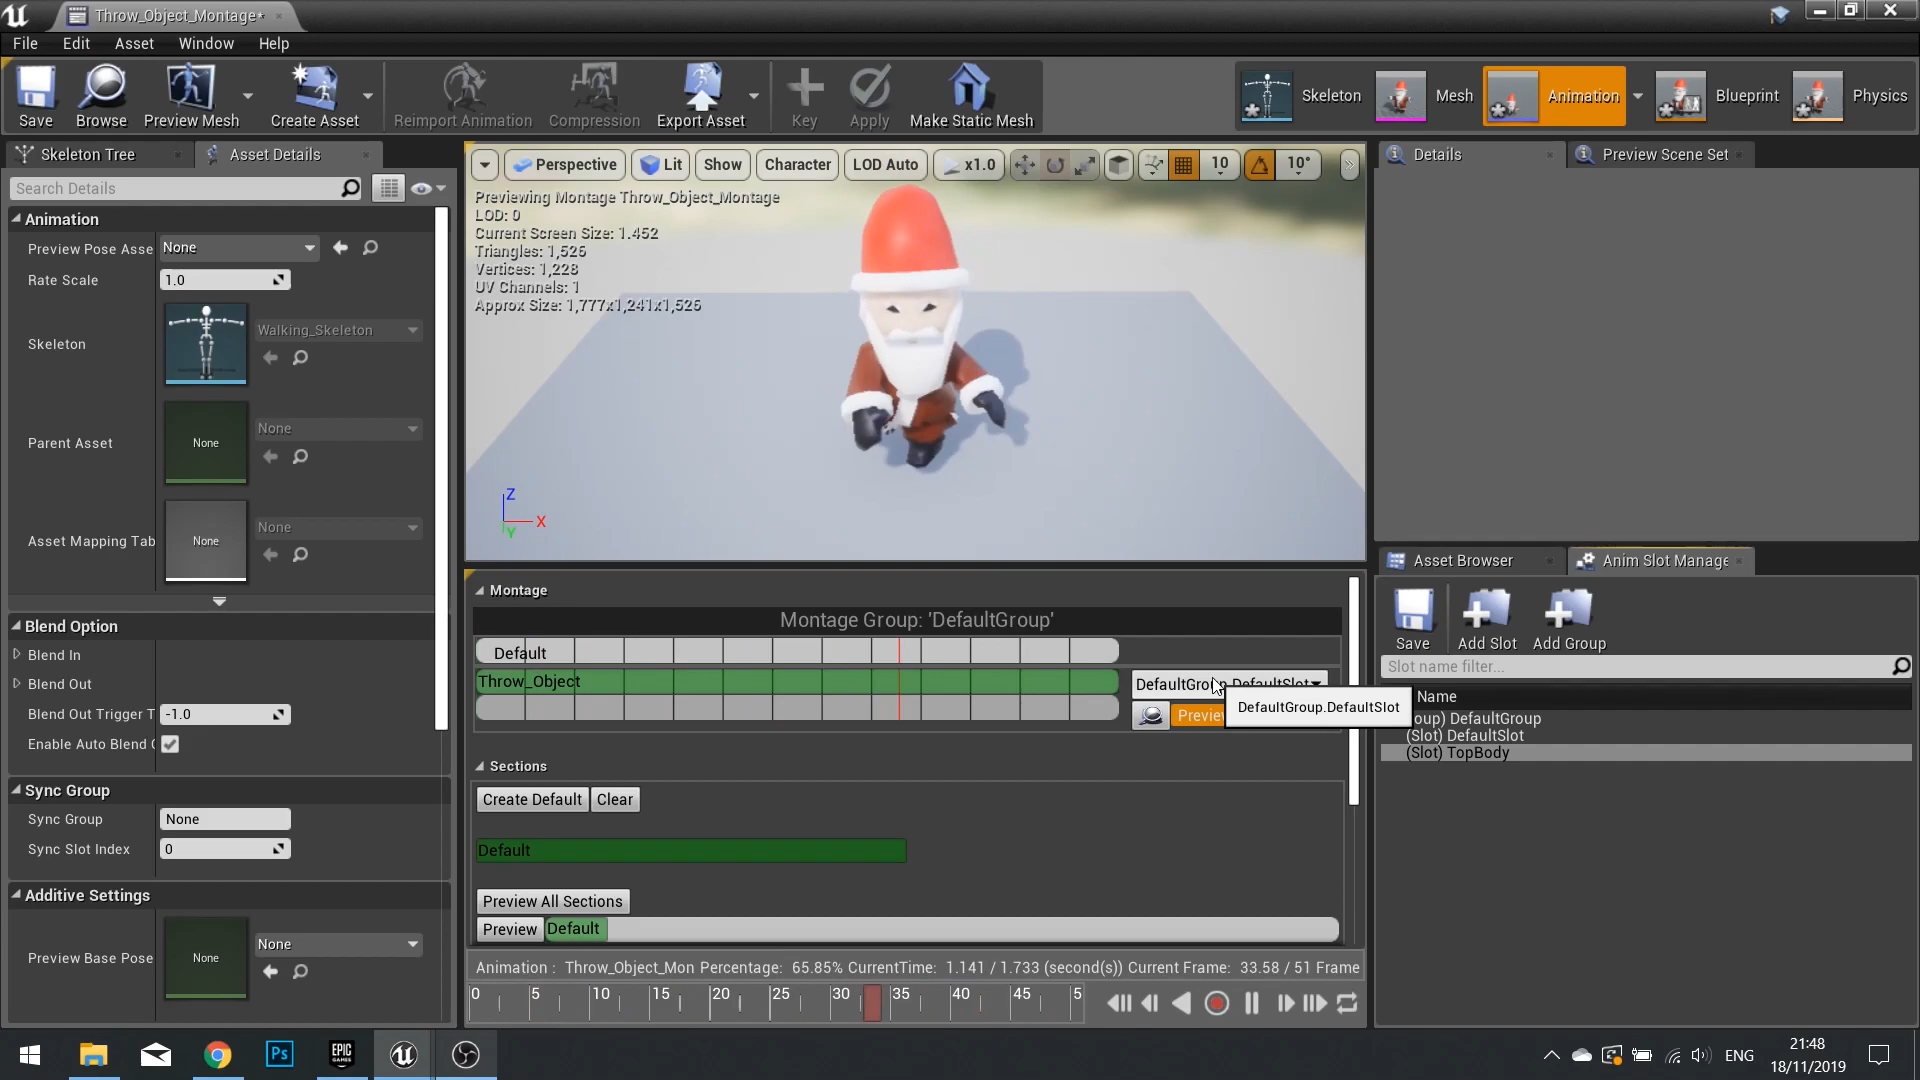 Throw_Object_Montage*
File Edit Asset Window Help
Save Browse Preview Mesh Create Asset Reimport Animation Compression Export Asset Key Apply Make Static Mesh Skeleton Mesh Animation Blueprint Physics
Skeleton Tree Asset Details
Search Details
Animation
Preview Pose Asse None
Rate Scale 1.0
Skeleton Walking_Skeleton
Parent Asset None None
Asset Mapping Tab None None
Blend Option
Blend In
Blend Out
Blend Out Trigger T -1.0
Enable Auto Blend
Sync Group
Sync Group None
Sync Slot Index 0
Additive Settings
Preview Base Pose None None
Perspective Lit Show Character LOD Auto x1.0 10 10°
Previewing Montage Throw_Object_Montage
LOD: 0
Current Screen Size: 1.452
Triangles: 1,526
Vertices: 1,228
UV Channels: 1
Approx Size: 1,777x1,241x1,526
Z
X
Y
Montage
Montage Group: 'DefaultGroup'
Default
Throw_Object DefaultGroup.DefaultSlot
Preview
DefaultGroup.DefaultSlot
Sections
Create Default Clear
Default
Preview All Sections
Preview Default
Animation : Throw_Object_Mon Percentage: 65.85% CurrentTime: 1.141 / 1.733 (second(s)) Current Frame: 33.58 / 51 Frame
0 5 10 15 20 25 30 35 40 45 5
Details Preview Scene Set
Asset Browser Anim Slot Manage
Save Add Slot Add Group
Slot name filter...
Name
oup) DefaultGroup
(Slot) DefaultSlot
(Slot) TopBody
Ps
EPIC
GAMES
ENG
21:48
18/11/2019